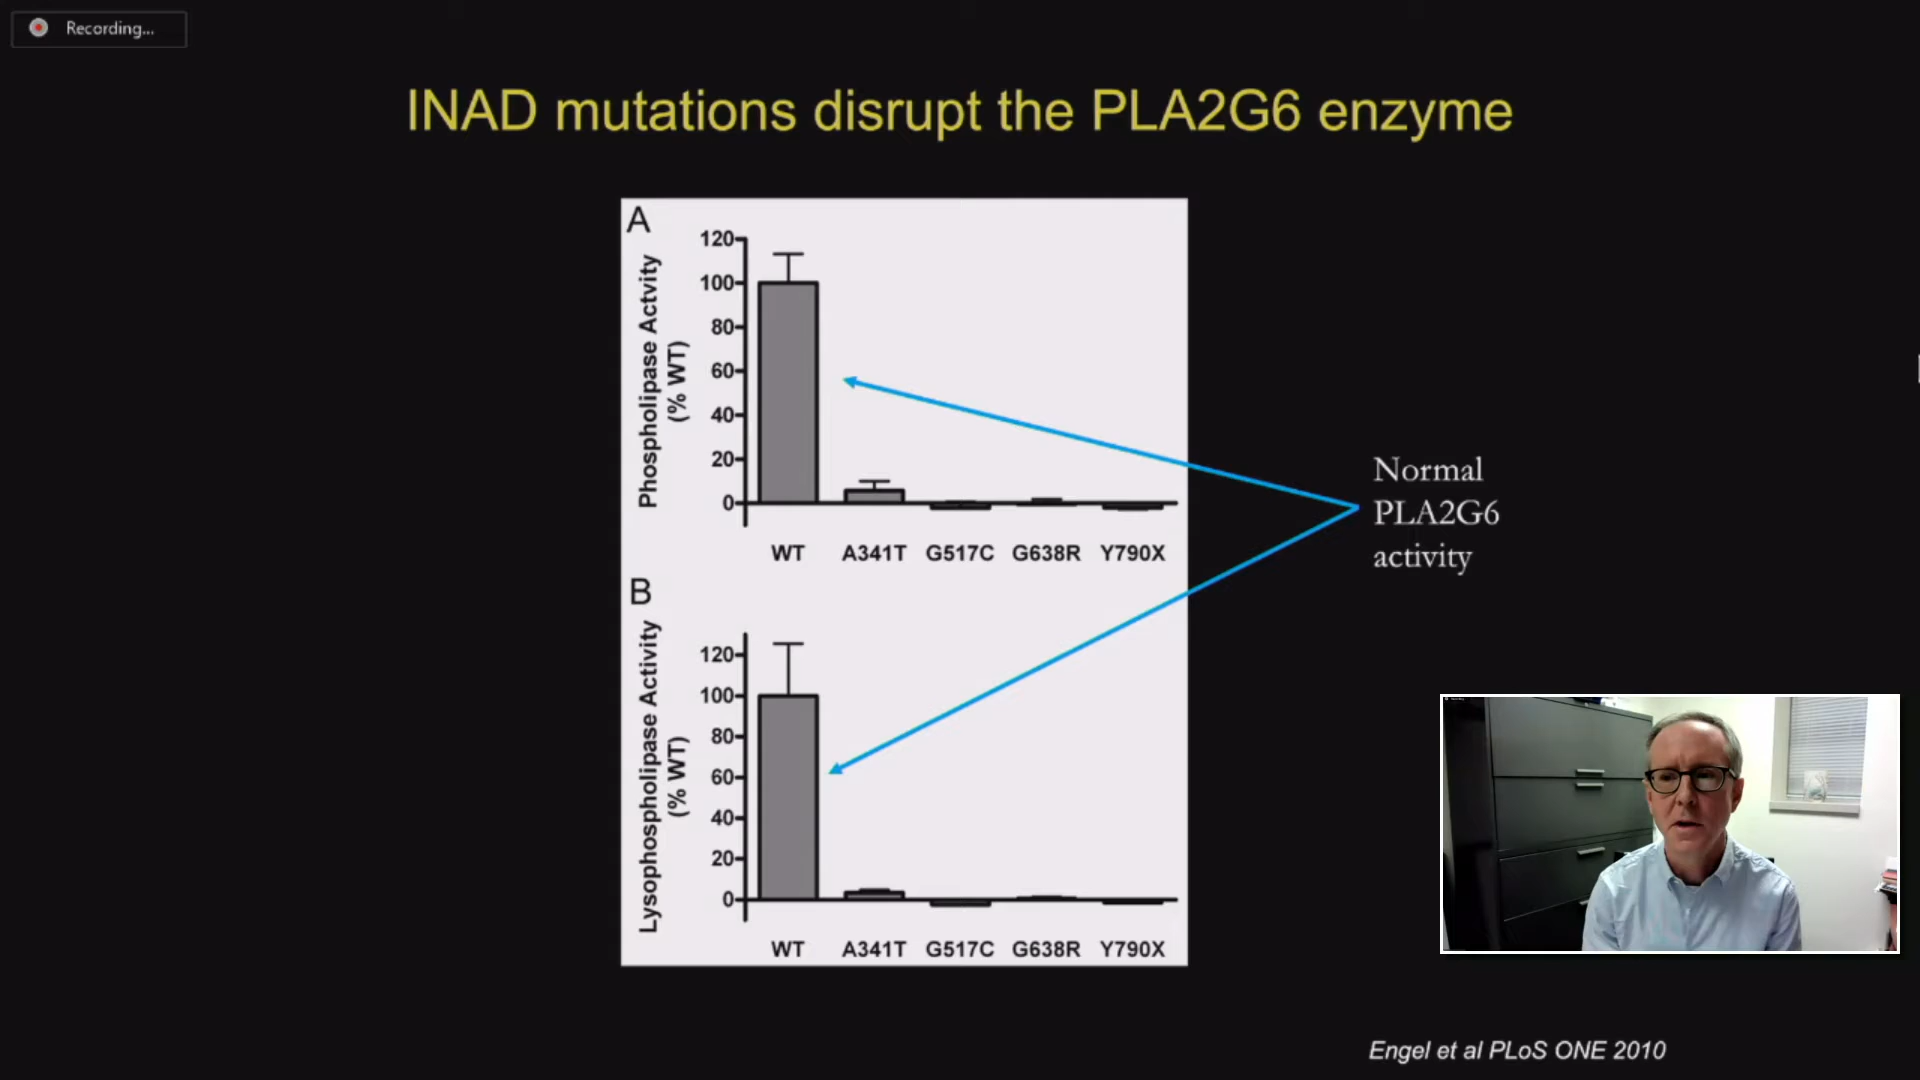 Recording...
INAD mutations disrupt the PLA2G6 enzyme
A
Phospholipase Actvity
(% WT)
120
100
80
60
40
20
0
WT A341T G517C G638R Y790X
B
Lysophospholipase Activity
(% WT)
120
100
80
60
40
20
0
WT A341T G517C G638R Y790X
Normal
PLA2G6
activity
Engel et al PLoS ONE 2010